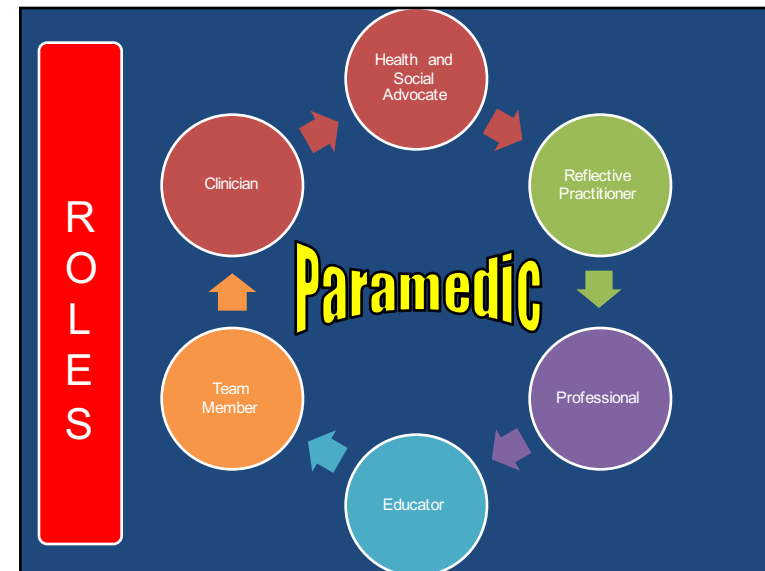 R
O
L
E
S
Health and
Social
Advocate
Reflective
Practitioner
Professional
Educator
Team
Member
Clinician
Paramedic